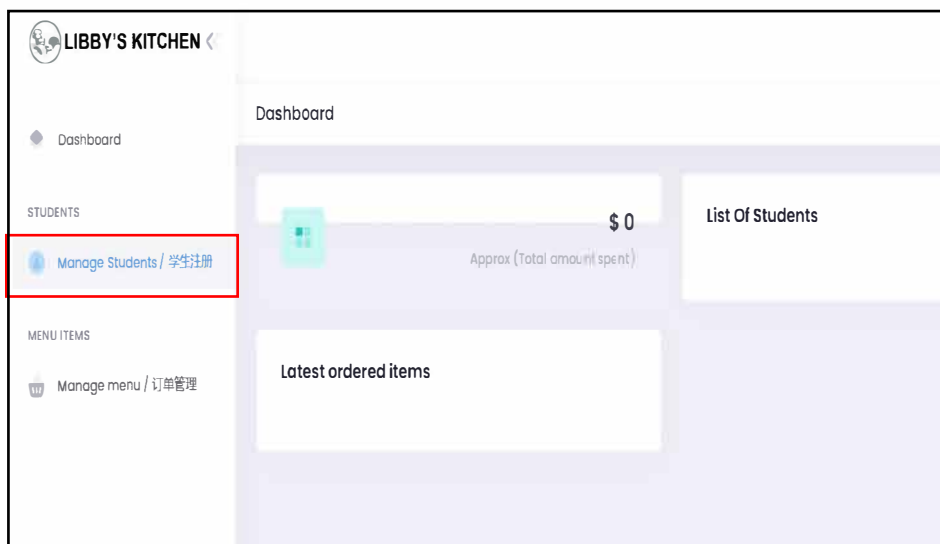 LIBBY'S KITCHEN
Dashboard
STUDENTS
Manage Students / 学生注册
MENU ITEMS
Manage menu / 订单管理
Dashboard
$ 0
Approx (Total amount spent)
List Of Students
Latest ordered items